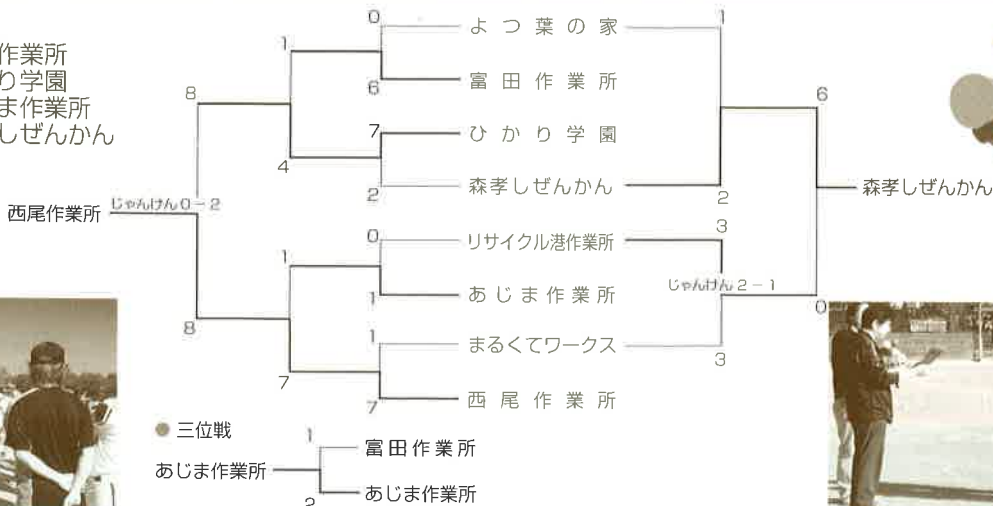 作業所
り学園
ま作業所
しぜんかん
0
よつ葉の家
1
1
6
富田作業所
8
6
7
ひかり学園
4
2
森孝しぜんかん
2
森孝しぜんかん
西尾作業所
じゃんけん0－2
0
リサイクル港作業所
3
1
1
あじま作業所
じゃんけん2－1
0
8
1
まるくてワークス
3
7
7
西尾作業所
三位戦
1
富田作業所
あじま作業所
2
あじま作業所